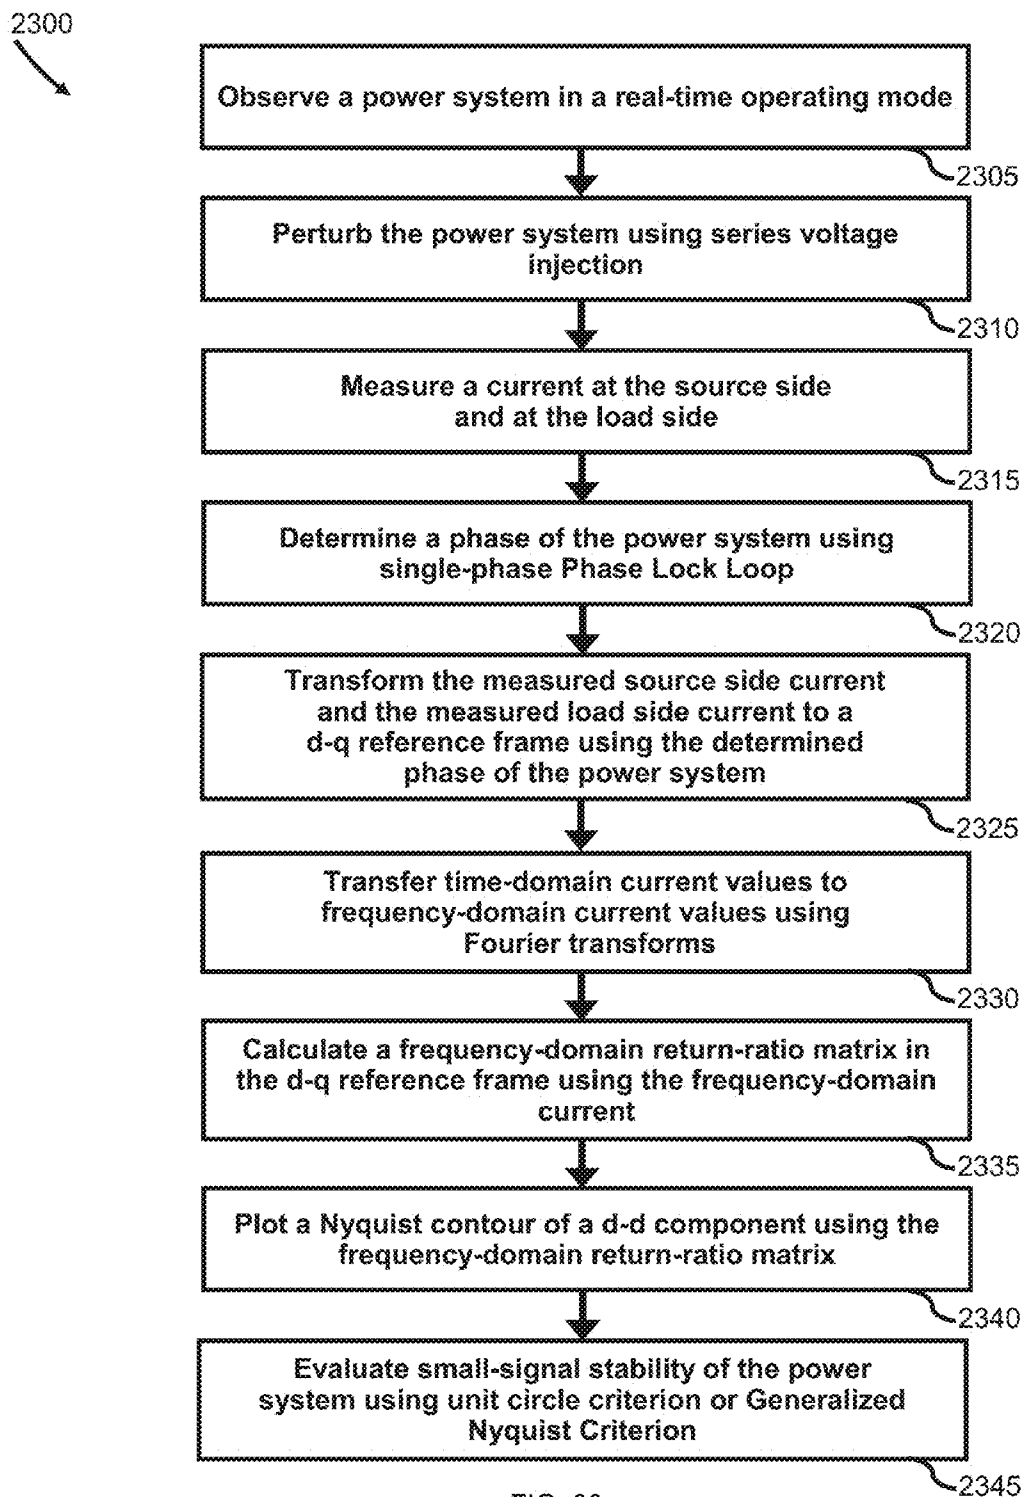 2300
Observe a power system in a real-time operating mode
2305
Perturb the power system using series voltage
injection
2310
Measure a current at the source side
and at the load side
2315
Determine a phase of the power system using
single-phase Phase Lock Loop
2320
Transform the measured source side current
and the measured load side current to a
d-q reference frame using the determined
phase of the power system
2325
Transfer time-domain current values to
frequency-domain current values using
Fourier transforms
2330
Calculate a frequency-domain return-ratio matrix in
the d-q reference frame using the frequency-domain
current
2335
Plot a Nyquist contour of a d-d component using the
frequency-domain return-ratio matrix
2340
Evaluate small-signal stability of the power
system using unit circle criterion or Generalized
Nyquist Criterion
2345